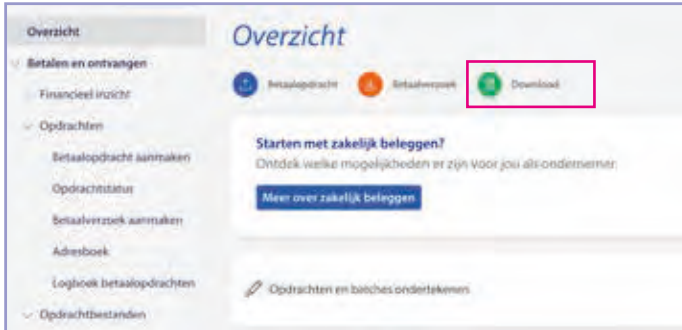 Overzicht
Betalen en ontvangen
Financieel inzicht
Opdrachten
Betaalopdracht aanmaken
Opdrachtstatus
Betaalverzoek aanmaken
Adresboek
Logboek betaalopdrachten
Opdrachtbestanden
Overzicht
Betaalopdracht Betaalverzoek Download
Starten met zakelijk beleggen?
Ontdek welke mogelijkheden er zijn voor jou als ondernemer.
Meer over zakelijk beleggen
Opdrachten en batches ondertekenen